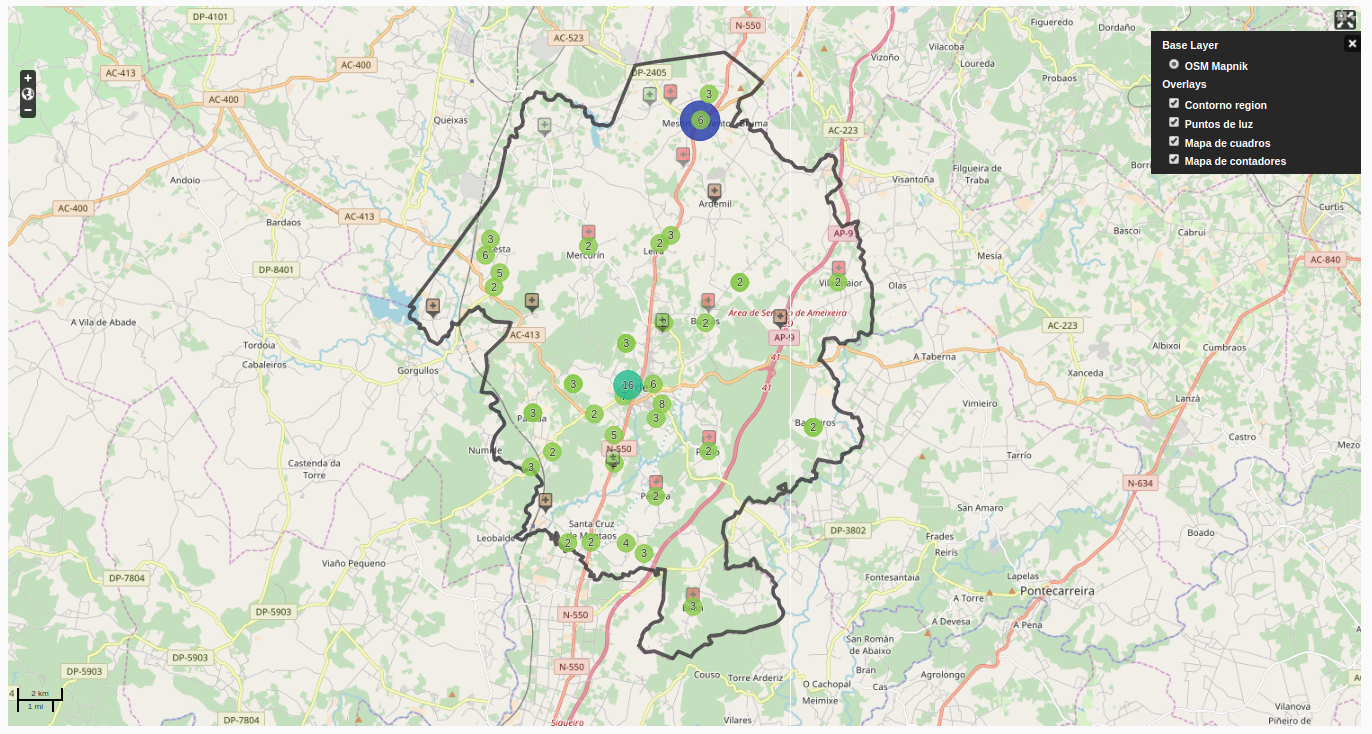 DP-4101
N-550
Figueredo
Dordaño
AC-523
Vizoño
Vilacoba
Loureda
AC-413
AC-400
DP-2405
Probaos
AC-400
3
Queixas
6
AC-223
Visantoña
Filgueira de
Traba
Andoio
Ardemil
AC-400
AC-413
Bardaos
Curtis
Bascoi
Cabrui
AP-9
3
3
2
2
Mercurín
6
Mesía
AC-840
DP-8401
5
2
2
2
Olas
Area de Servicio de Ameixeira
2
A Vila de Abade
AC-413
AP-9
AC-223
Tordoia
3
Cabaleiros
41
A Taberna
Albixoi
Cumbraos
Gorgullos
Xanceda
3
16
6
41
Lanzá
8
Vimieiro
3
2
3
2
5
Castro
Mezo
N-550
2
2
Tarrío
Castenda da
Torre
3
N-634
2
San Amaro
Santa Cruz
de Montaos
DP-3802
Leobalde
Frades
Boado
2
2
4
3
Reirís
Viaño Pequeno
DP-7804
Fontesantaia
Lapelas
Pontecarreira
A Torre
3
DP-5903
N-550
A Devesa
A Pena
San Román
de Abaixo
DP-5903
DP-5903
N-550
Bran
Couso
Torre Arderiz
Agrolongo
O Cachopal
Cas
Meimixe
Vilanova
Piñeiro de
DP-7804
Sigueiro
Vilares
2 km
1 mi
Base Layer
OSM Mapnik
Overlays
Contorno region
Puntos de luz
Mapa de cuadros
Mapa de contadores